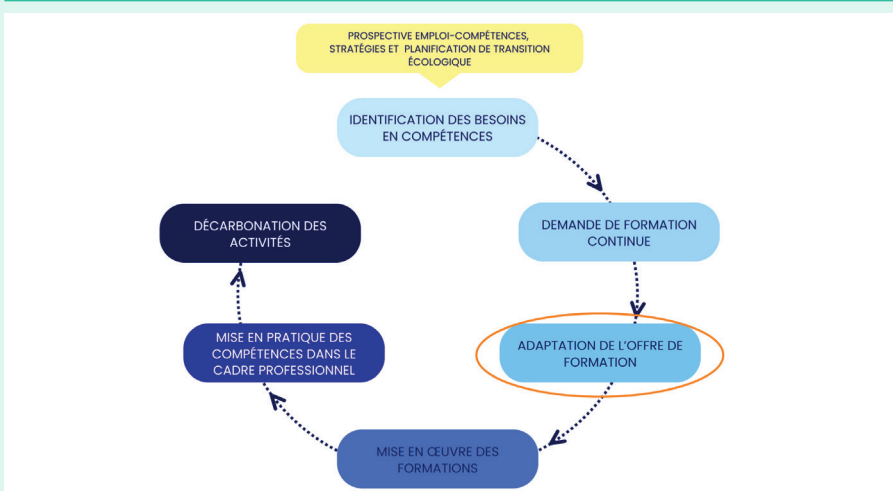 PROSPECTIVE EMPLOI-COMPÉTENCES,
STRATÉGIES ET PLANIFICATION DE TRANSITION
ÉCOLOGIQUE
IDENTIFICATION DES BESOINS
EN COMPÉTENCES
DEMANDE DE FORMATION
CONTINUE
ADAPTATION DE L'OFFRE DE
FORMATION
MISE EN ŒUVRE DES
FORMATIONS
MISE EN PRATIQUE DES
COMPÉTENCES DANS LE
CADRE PROFESSIONNEL
DÉCARBONATION DES
ACTIVITÉS